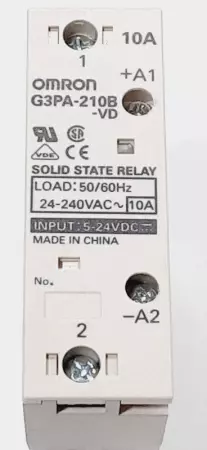 10A
1
OMRON
+A1
G3PA-210B
-VD
VDE
SOLID STATE RELAY
LOAD: 50/60Hz
24-240VAC~ 10A
INPUT: 5-24VDC
MADE IN CHINA
No.
-A2
2